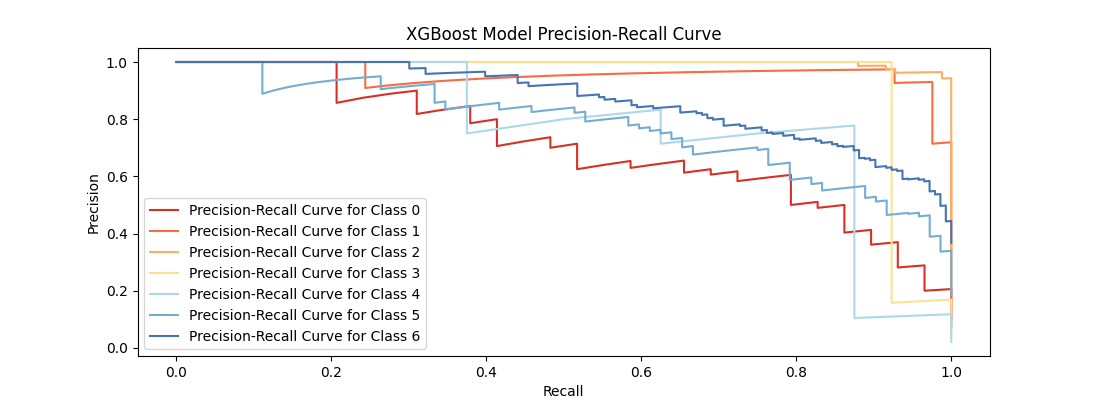 XGBoost Model Precision-Recall Curve
Precision
1.0
0.8
0.6
0.4
0.2
0.0
Precision-Recall Curve for Class 0
Precision-Recall Curve for Class 1
Precision-Recall Curve for Class 2
Precision-Recall Curve for Class 3
Precision-Recall Curve for Class 4
Precision-Recall Curve for Class 5
Precision-Recall Curve for Class 6
0.0 0.2 0.4 0.6 0.8 1.0
Recall